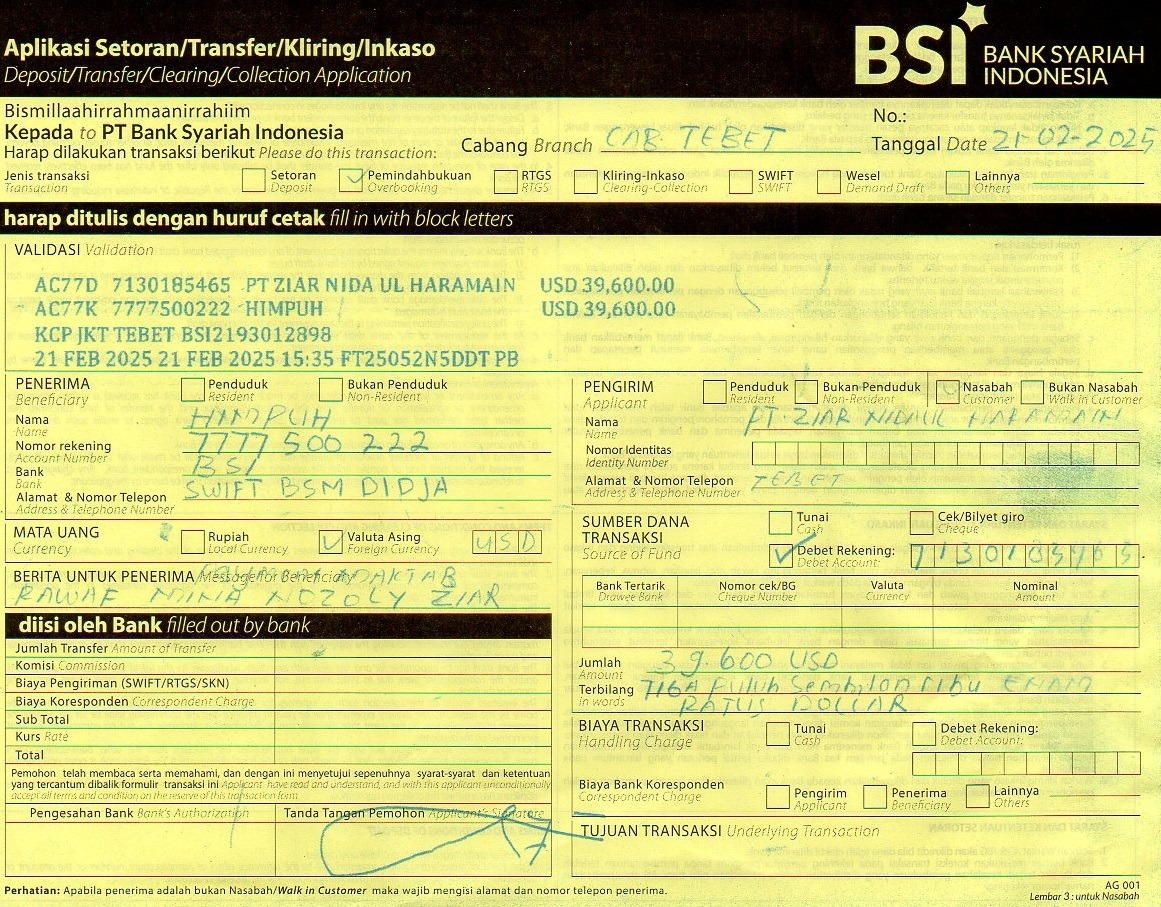 Aplikasi Setoran/Transfer/Kliring/Inkaso
Deposit/Transfer/Clearing/Collection Application
BSI BANK SYARIAH INDONESIA
Bismillaahirrahmaanirrahiim
Kepada to PT Bank Syariah Indonesia
Harap dilakukan transaksi berikut Please do this transaction:
Cabang Branch CAB. TEBET
No.:
Tanggal Date 21-02-2025
Jenis transaksi Transaction
Setoran Deposit
Pemindahbukuan Overbooking
RTGS RTGS
Kliring-Inkaso Clearing-Collection
SWIFT SWIFT
Wesel Demand Draft
Lainnya Others
harap ditulis dengan huruf cetak fill in with block letters
VALIDASI Validation
AC77D 7130185465 PT ZIAR NIDA UL HARAMAIN USD 39,600.00
AC77K 7777500222 HIMPUH USD 39,600.00
KCP JKT TEBET BSI2193012898
21 FEB 2025 21 FEB 2025 15:35 FT25052N5DDT PB
PENERIMA Beneficiary
Penduduk Resident
Bukan Penduduk Non-Resident
Nama Name HIMPUH
Nomor rekening Account Number 7777 500 222
Bank Bank BSI
Alamat & Nomor Telepon Address & Telephone Number SWIFT BSM DIDJA
MATA UANG Currency
Rupiah Local Currency
Valuta Asing Foreign Currency
USD
BERITA UNTUK PENERIMA/Message for Beneficiary MAKTAB
RAWAF MINA NOZOLY ZIAR
diisi oleh Bank filled out by bank
Jumlah Transfer Amount of Transfer
Komisi Commission
Biaya Pengiriman (SWIFT/RTGS/SKN)
Biaya Koresponden Correspondent Charge
Sub Total
Kurs Rate
Total
Pemohon telah membaca serta memahami, dan dengan ini menyetujui sepenuhnya syarat-syarat dan ketentuan
yang tercantum dibalik formulir transaksi ini Applicant have read and understand, and with this applicant unconditionally
accept all terms and condition on the reserve of this transaction form
Pengesahan Bank Bank's Authorization
Tanda Tangan Pemohon Applicant's Signature
PENGIRIM Applicant
Penduduk Resident
Bukan Penduduk Non-Resident
Nasabah Customer
Bukan Nasabah Walk in Customer
Nama Name PT. ZIAR NIDAUL HARAMAIN
Nomor Identitas Identity Number
Alamat & Nomor Telepon Address & Telephone Number TEBET
SUMBER DANA TRANSAKSI Source of Fund
Tunai Cash
Cek/Bilyet giro Cheque
Debet Rekening: Debet Account:
Bank Tertarik Drawee Bank
Nomor cek/BG Cheque Number
Valuta Currency
Nominal Amount
Jumlah Amount 39.600 USD
Terbilang In words TIGA Puluh Sembilan ribu ENAM
RATUS DOLLAR
BIAYA TRANSAKSI Handling Charge
Tunai Cash
Debet Rekening: Debet Account:
Biaya Bank Koresponden Correspondent Charge
Pengirim Applicant
Penerima Beneficiary
Lainnya Others
TUJUAN TRANSAKSI Underlying Transaction
Perhatian: Apabila penerima adalah bukan Nasabah/Walk in Customer maka wajib mengisi alamat dan nomor telepon penerima.
AG 001
Lembar 3 : untuk Nasabah